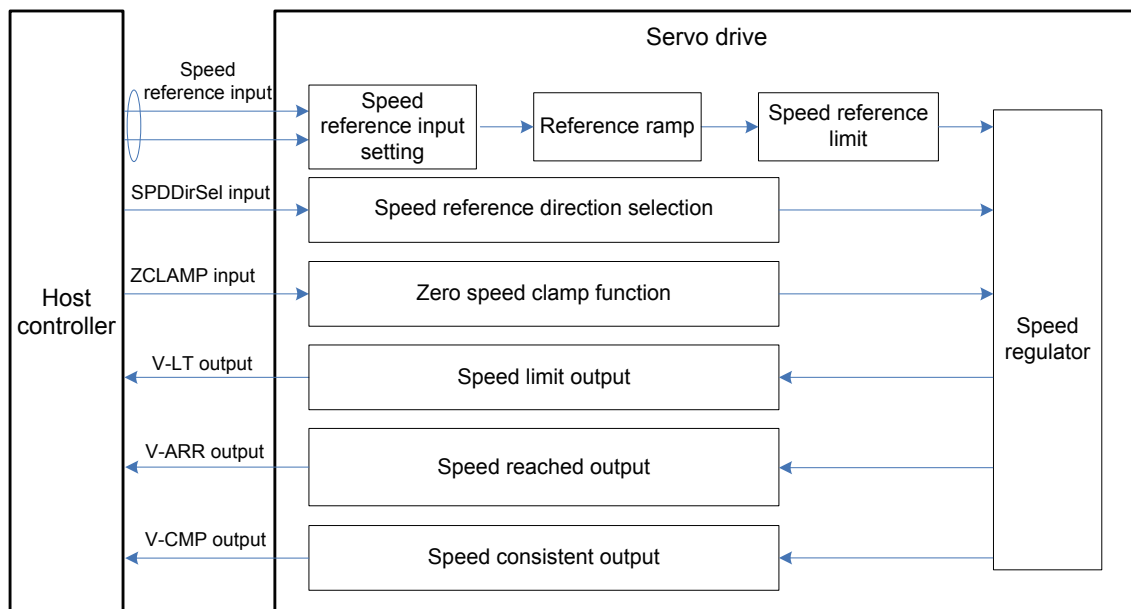 Servo drive
Speed
reference input
Speed
reference input
setting
Reference ramp
Speed reference
limit
SPDDirSel input
Speed reference direction selection
ZCLAMP input
Zero speed clamp function
Host
controller
Speed
regulator
V-LT output
Speed limit output
V-ARR output
Speed reached output
V-CMP output
Speed consistent output